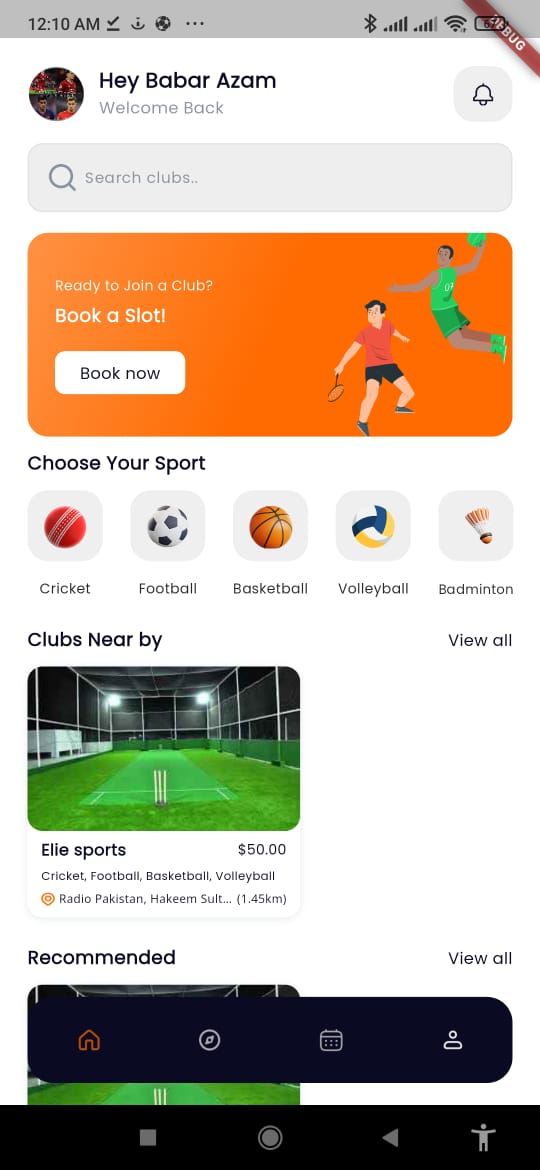 12:10 AM
DEBUG
Hey Babar Azam
Welcome Back
Search clubs..
Ready to Join a Club?
Book a Slot!
Book now
07
Choose Your Sport
Cricket Football Basketball Volleyball Badminton
Clubs Near by View all
Elie sports $50.00
Cricket, Football, Basketball, Volleyball
Radio Pakistan, Hakeem Sult... (1.45km)
Recommended View all